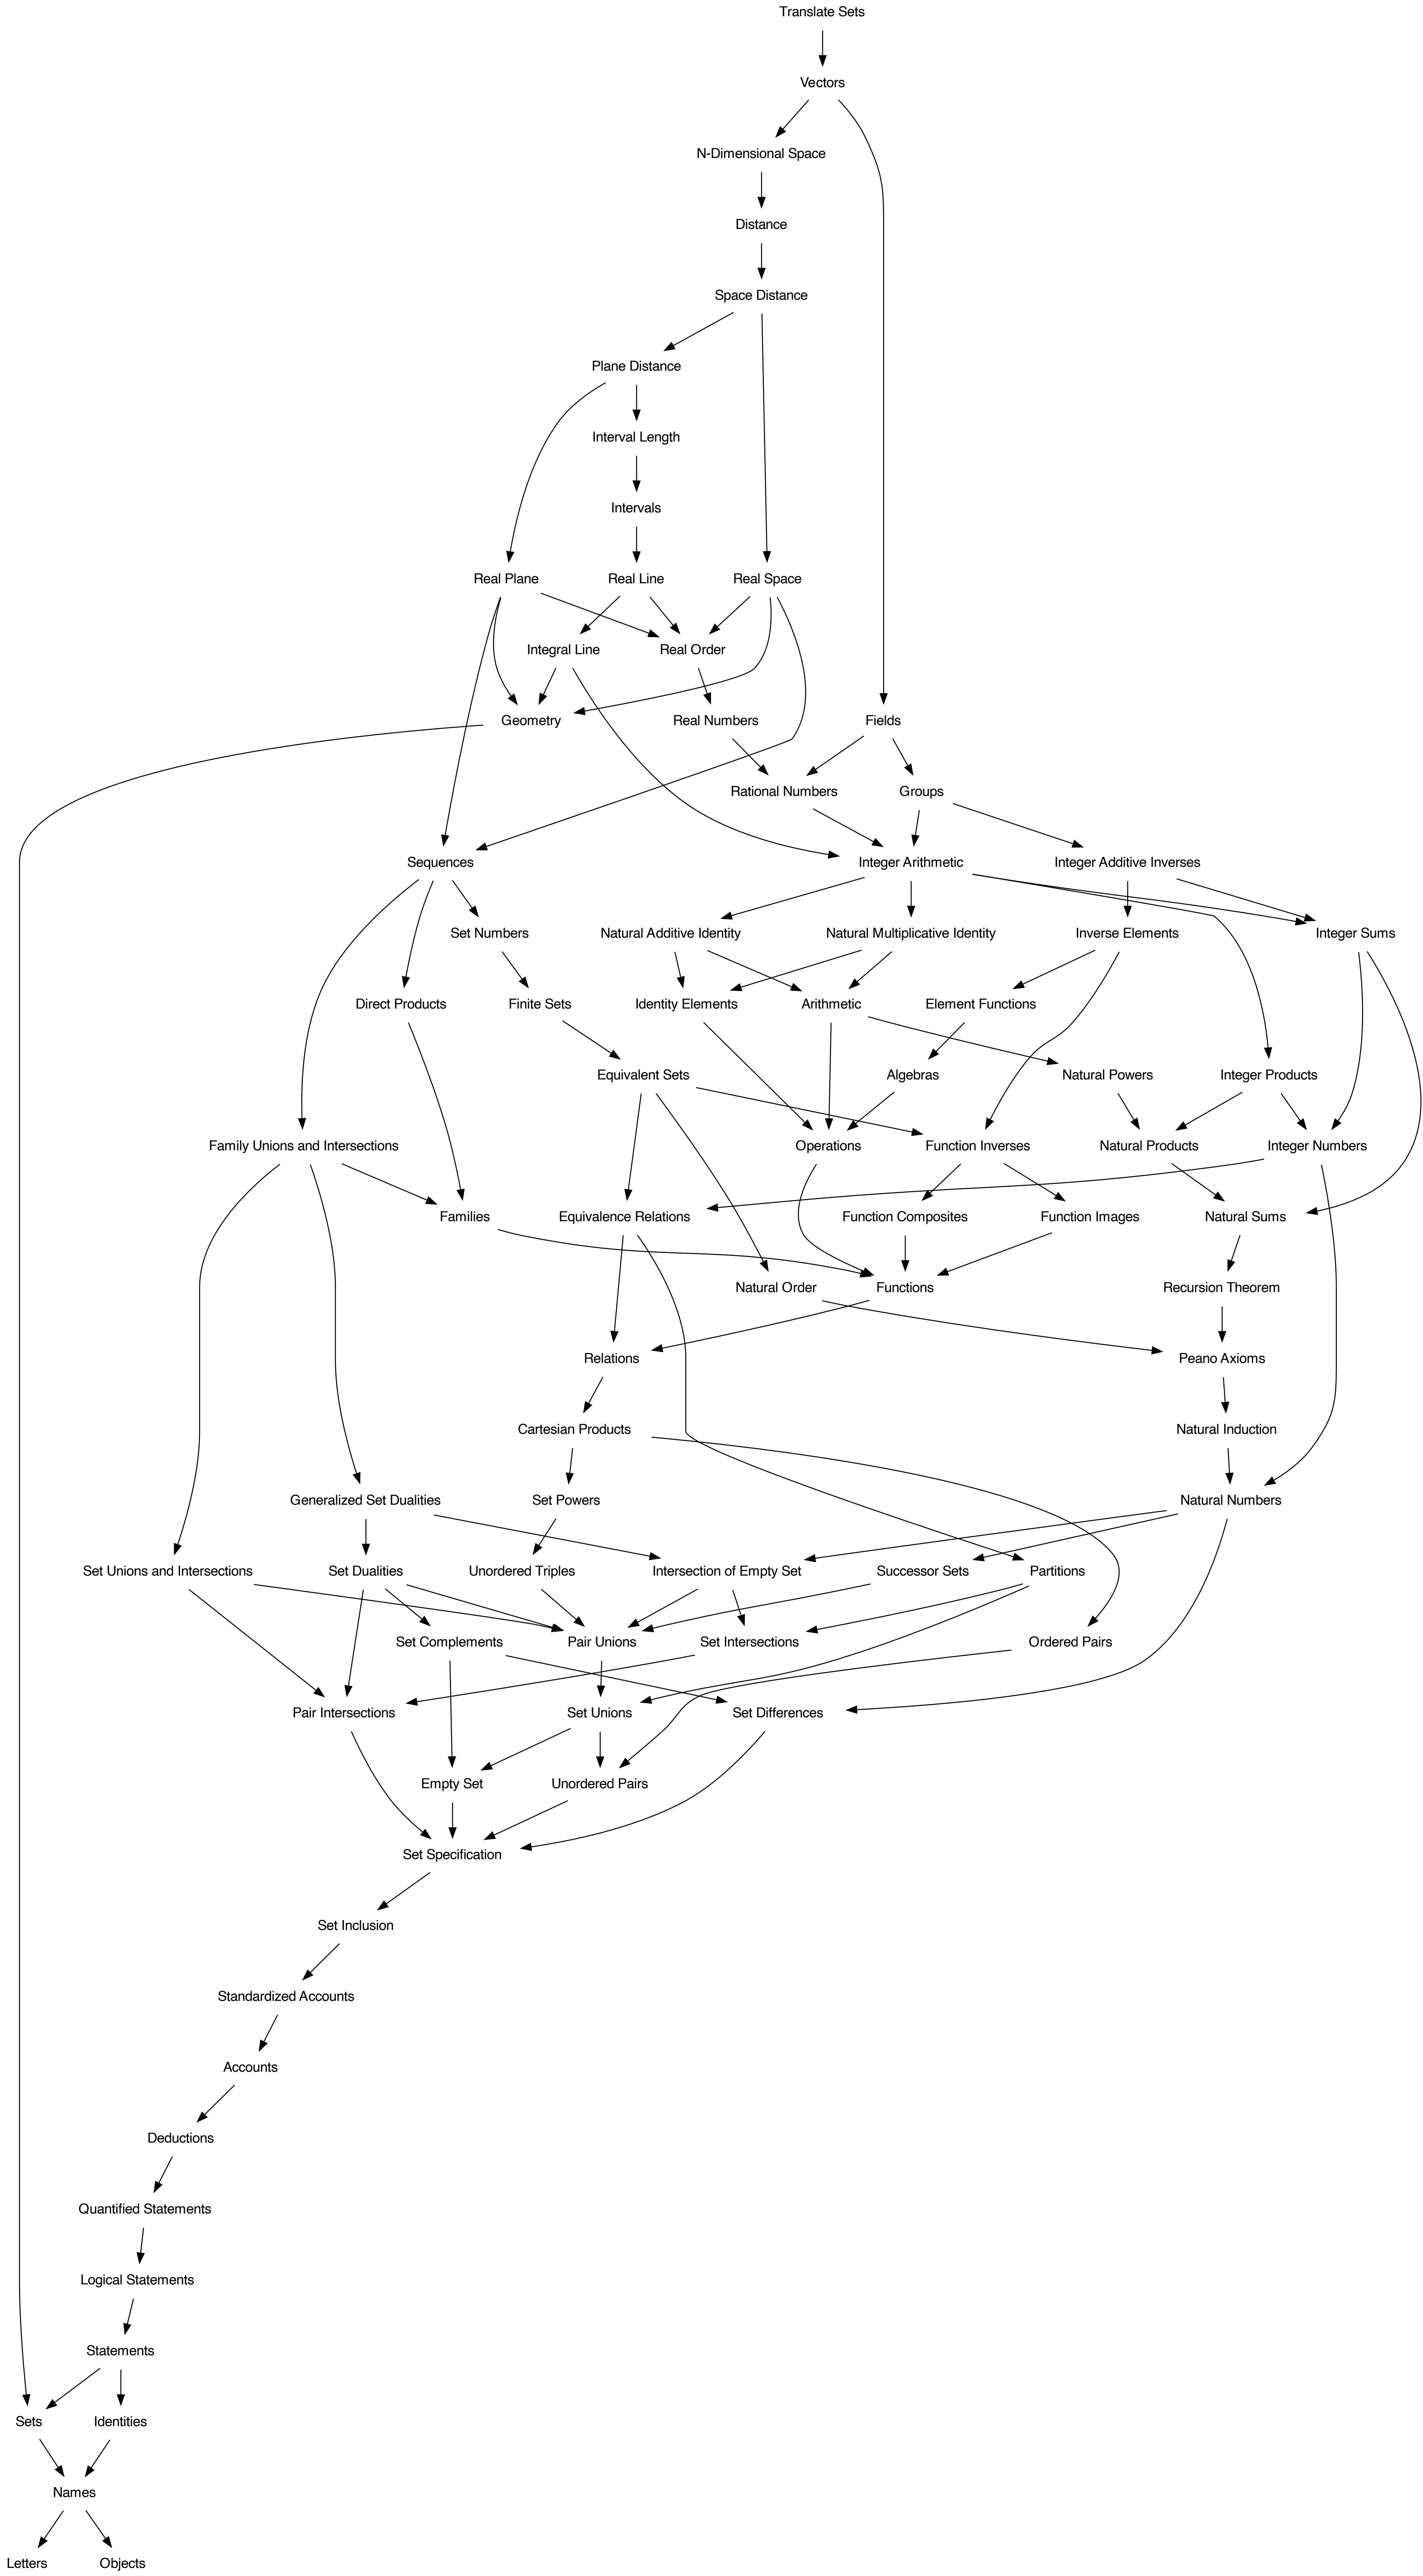 Translate Sets
Vectors
N-Dimensional Space
Distance
Space Distance
Plane Distance
Interval Length
Intervals
Real Plane
Real Line
Real Space
Integral Line
Real Order
Geometry
Real Numbers
Fields
Rational Numbers
Groups
Sequences
Integer Arithmetic
Integer Additive Inverses
Set Numbers
Natural Additive Identity
Natural Multiplicative Identity
Inverse Elements
Integer Sums
Direct Products
Finite Sets
Identity Elements
Arithmetic
Element Functions
Equivalent Sets
Algebras
Natural Powers
Integer Products
Family Unions and Intersections
Operations
Function Inverses
Natural Products
Integer Numbers
Families
Equivalence Relations
Function Composites
Function Images
Natural Sums
Natural Order
Functions
Recursion Theorem
Relations
Peano Axioms
Cartesian Products
Natural Induction
Generalized Set Dualities
Set Powers
Natural Numbers
Set Unions and Intersections
Set Dualities
Unordered Triples
Intersection of Empty Set
Successor Sets
Partitions
Set Complements
Pair Unions
Set Intersections
Ordered Pairs
Pair Intersections
Set Unions
Set Differences
Empty Set
Unordered Pairs
Set Specification
Set Inclusion
Standardized Accounts
Accounts
Deductions
Quantified Statements
Logical Statements
Statements
Sets
Identities
Names
Letters
Objects